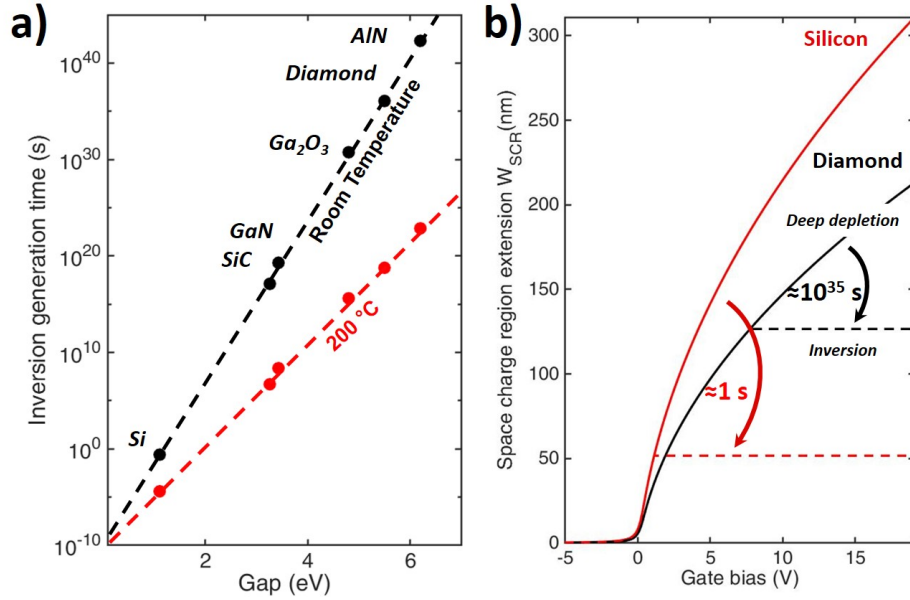 a)
Inversion generation time (s)
10^40
10^30
10^20
10^10
10^0
10^-10
AlN
Diamond
Ga₂O₃
GaN
SiC
Si
Room Temperature
200 °C
2
4
6
Gap (eV)
b)
Space charge region extension W_SCR(nm)
300
250
200
150
100
50
0
Silicon
Diamond
Deep depletion
≈10^35 s
Inversion
≈1 s
-5
0
5
10
15
Gate bias (V)